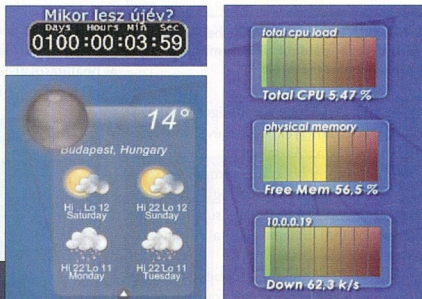 Mikor lesz újév?
Days Hours Min Sec
0100:00:03:59
14°
Budapest, Hungary
Hi .. Lo 12
Saturday
Hi 22 Lo 12
Sunday
Hi 22 Lo 11
Monday
Hi 22 Lo 11
Tuesday
total cpu load
Total CPU 5,47 %
physical memory
Free Mem 56,5 %
10.0.0.19
Down 62,3 k/s